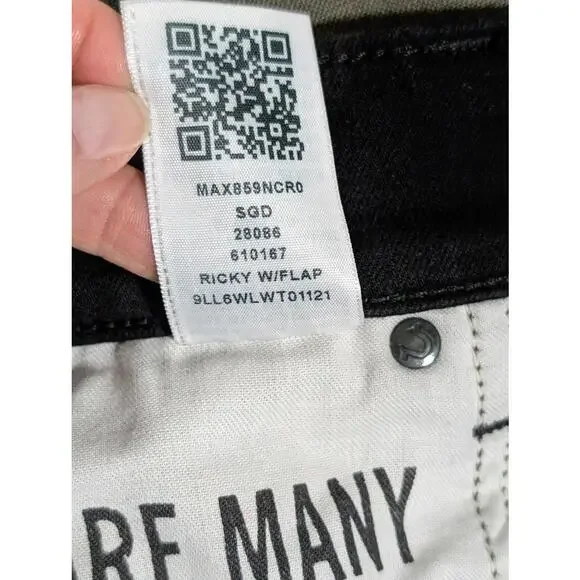 MAX859NCR0
SGD
28086
610167
RICKY W/FLAP
9LL6WLWT01121
ARE MANY